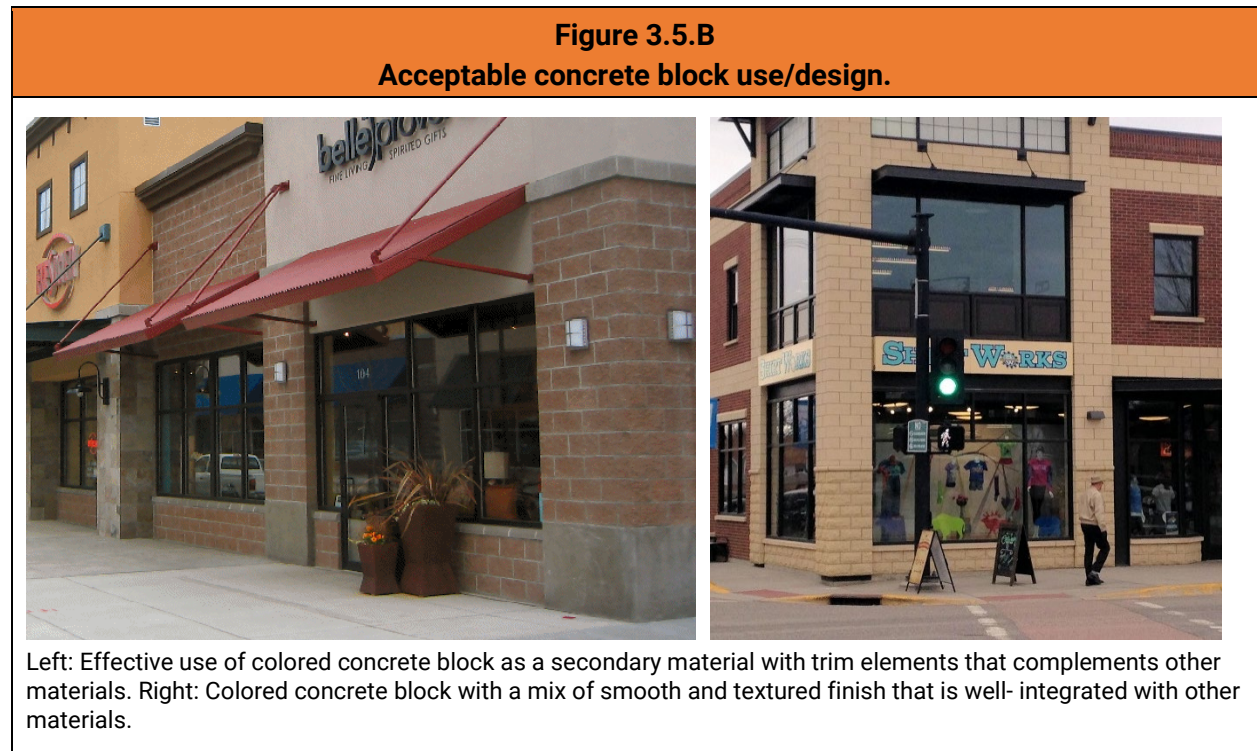 Figure 3.5.B
Acceptable concrete block use/design.
belle
SPIRITED GIFTS
FINE LIVING
104
SHIRT WORKS
WORKS
Left: Effective use of colored concrete block as a secondary material with trim elements that complements other
materials. Right: Colored concrete block with a mix of smooth and textured finish that is well- integrated with other
materials.